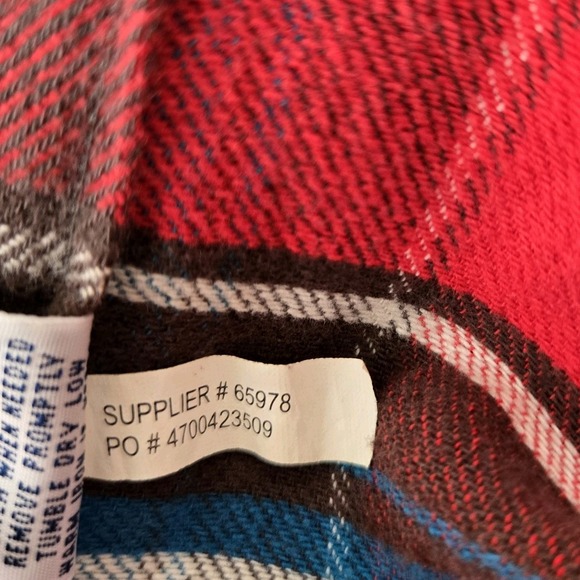 SUPPLIER # 65978
PO # 4700423509
WHEN NEEDED
REMOVE PROMPTLY
TUMBLE DRY LOW
WARM IRON